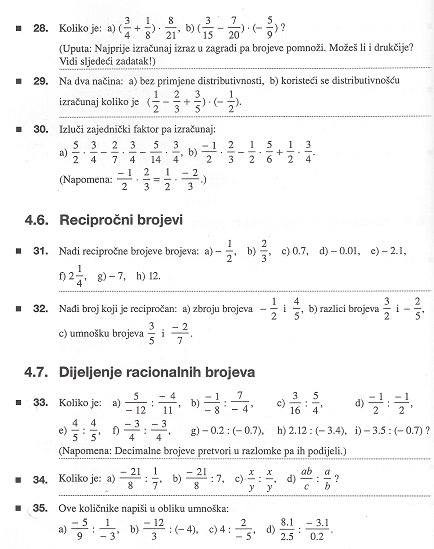 28. Koliko je: a) (3/4 + 1/8) · 8/21, b) (3/15 − 7/20) · (− 5/9) ?
(Uputa: Najprije izračunaj izraz u zagradi pa brojeve pomnoži. Možeš li i drukčije?
Vidi sljedeći zadatak!)
29. Na dva načina: a) bez primjene distributivnosti, b) koristeći se distributivnošću
izračunaj koliko je (1/2 − 2/3 + 3/5) · (− 1/2).
30. Izluči zajednički faktor pa izračunaj:
a) 5/2 · 3/4 − 2/7 · 3/4 − 5/14 · 3/4, b) −1/2 · 2/3 − 1/2 · 5/6 + 1/2 · 3/4.
(Napomena: −1/2 · 2/3 = 1/2 · −2/3.)
4.6. Recipročni brojevi
31. Nađi recipročne brojeve brojeva: a) − 1/2, b) 2/3, c) 0.7, d) − 0.01, e) − 2.1,
f) 2 1/4, g) − 7, h) 12.
32. Nađi broj koji je recipročan: a) zbroju brojeva − 1/2 i 4/5, b) razlici brojeva 3/2 i − 2/5,
c) umnošku brojeva 3/5 i −2/7.
4.7. Dijeljenje racionalnih brojeva
33. Koliko je: a) 5/−12 : −4/11, b) −1/−8 : 7/−4, c) 3/16 : 5/4, d) −1/2 : −1/2,
e) 4/5 : 4/5, f) −3/4 : −3/4, g) − 0.2 : (− 0.7), h) 2.12 : (− 3.4), i) − 3.5 : (− 0.7) ?
(Napomena: Decimalne brojeve pretvori u razlomke pa ih podijeli.)
34. Koliko je: a) −21/8 : 1/7, b) −21/8 : 7, c) x/y : x/y, d) ab/c : a/b ?
35. Ove količnike napiši u obliku umnoška:
a) −5/9 : 1/−3, b) −12/3 : (− 4), c) 4 : 2/−5, d) 8.1/2.5 : −3.1/0.2.